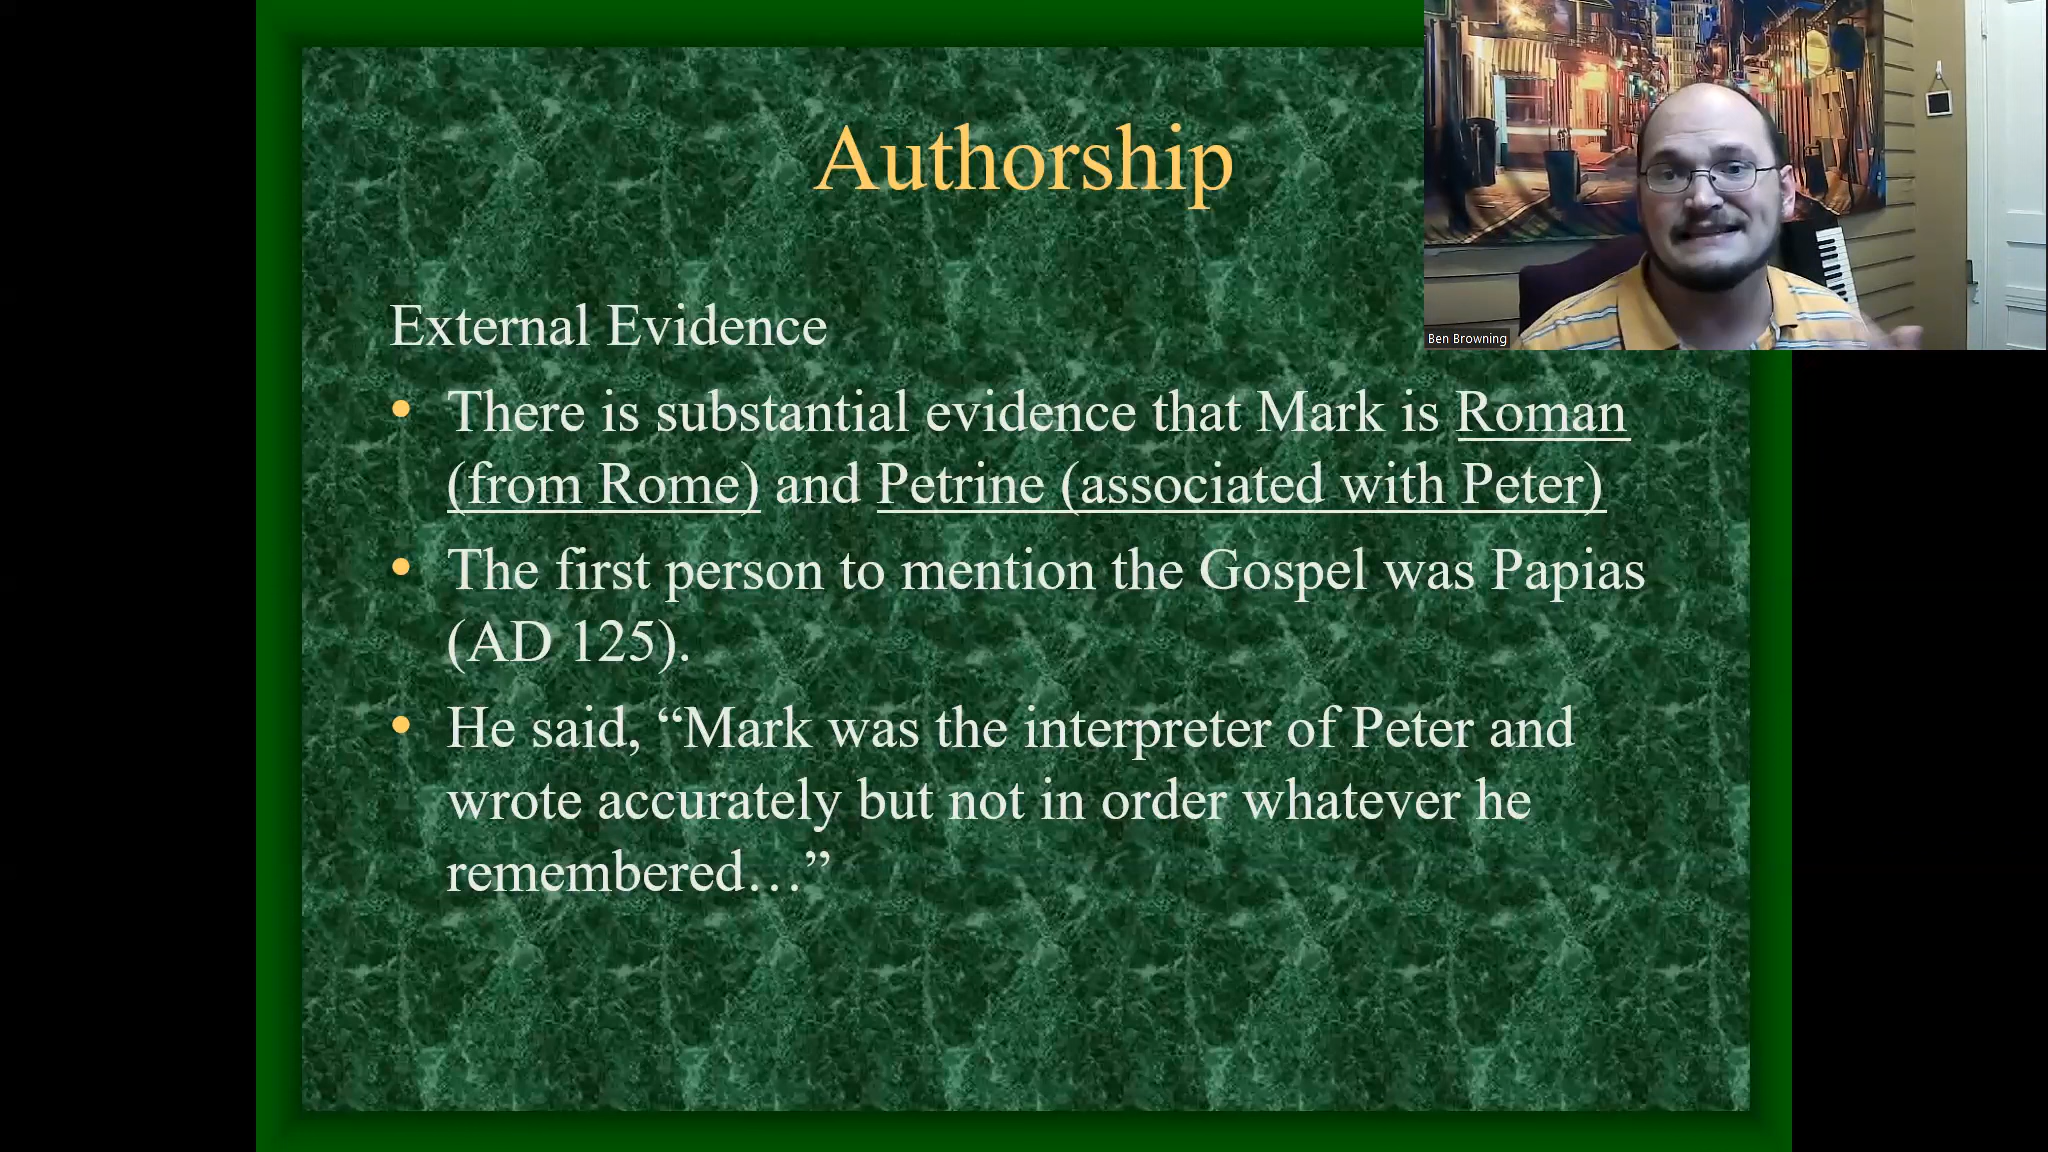 Authorship
External Evidence
• There is substantial evidence that Mark is Roman
(from Rome) and Petrine (associated with Peter)
• The first person to mention the Gospel was Papias
(AD 125).
• He said, “Mark was the interpreter of Peter and
wrote accurately but not in order whatever he
remembered…”
Ben Browning